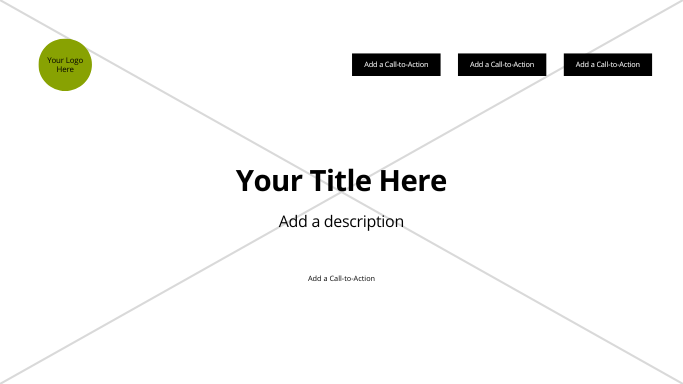 Your Logo
Here
Add a Call-to-Action
Add a Call-to-Action
Add a Call-to-Action
Your Title Here
Add a description
Add a Call-to-Action